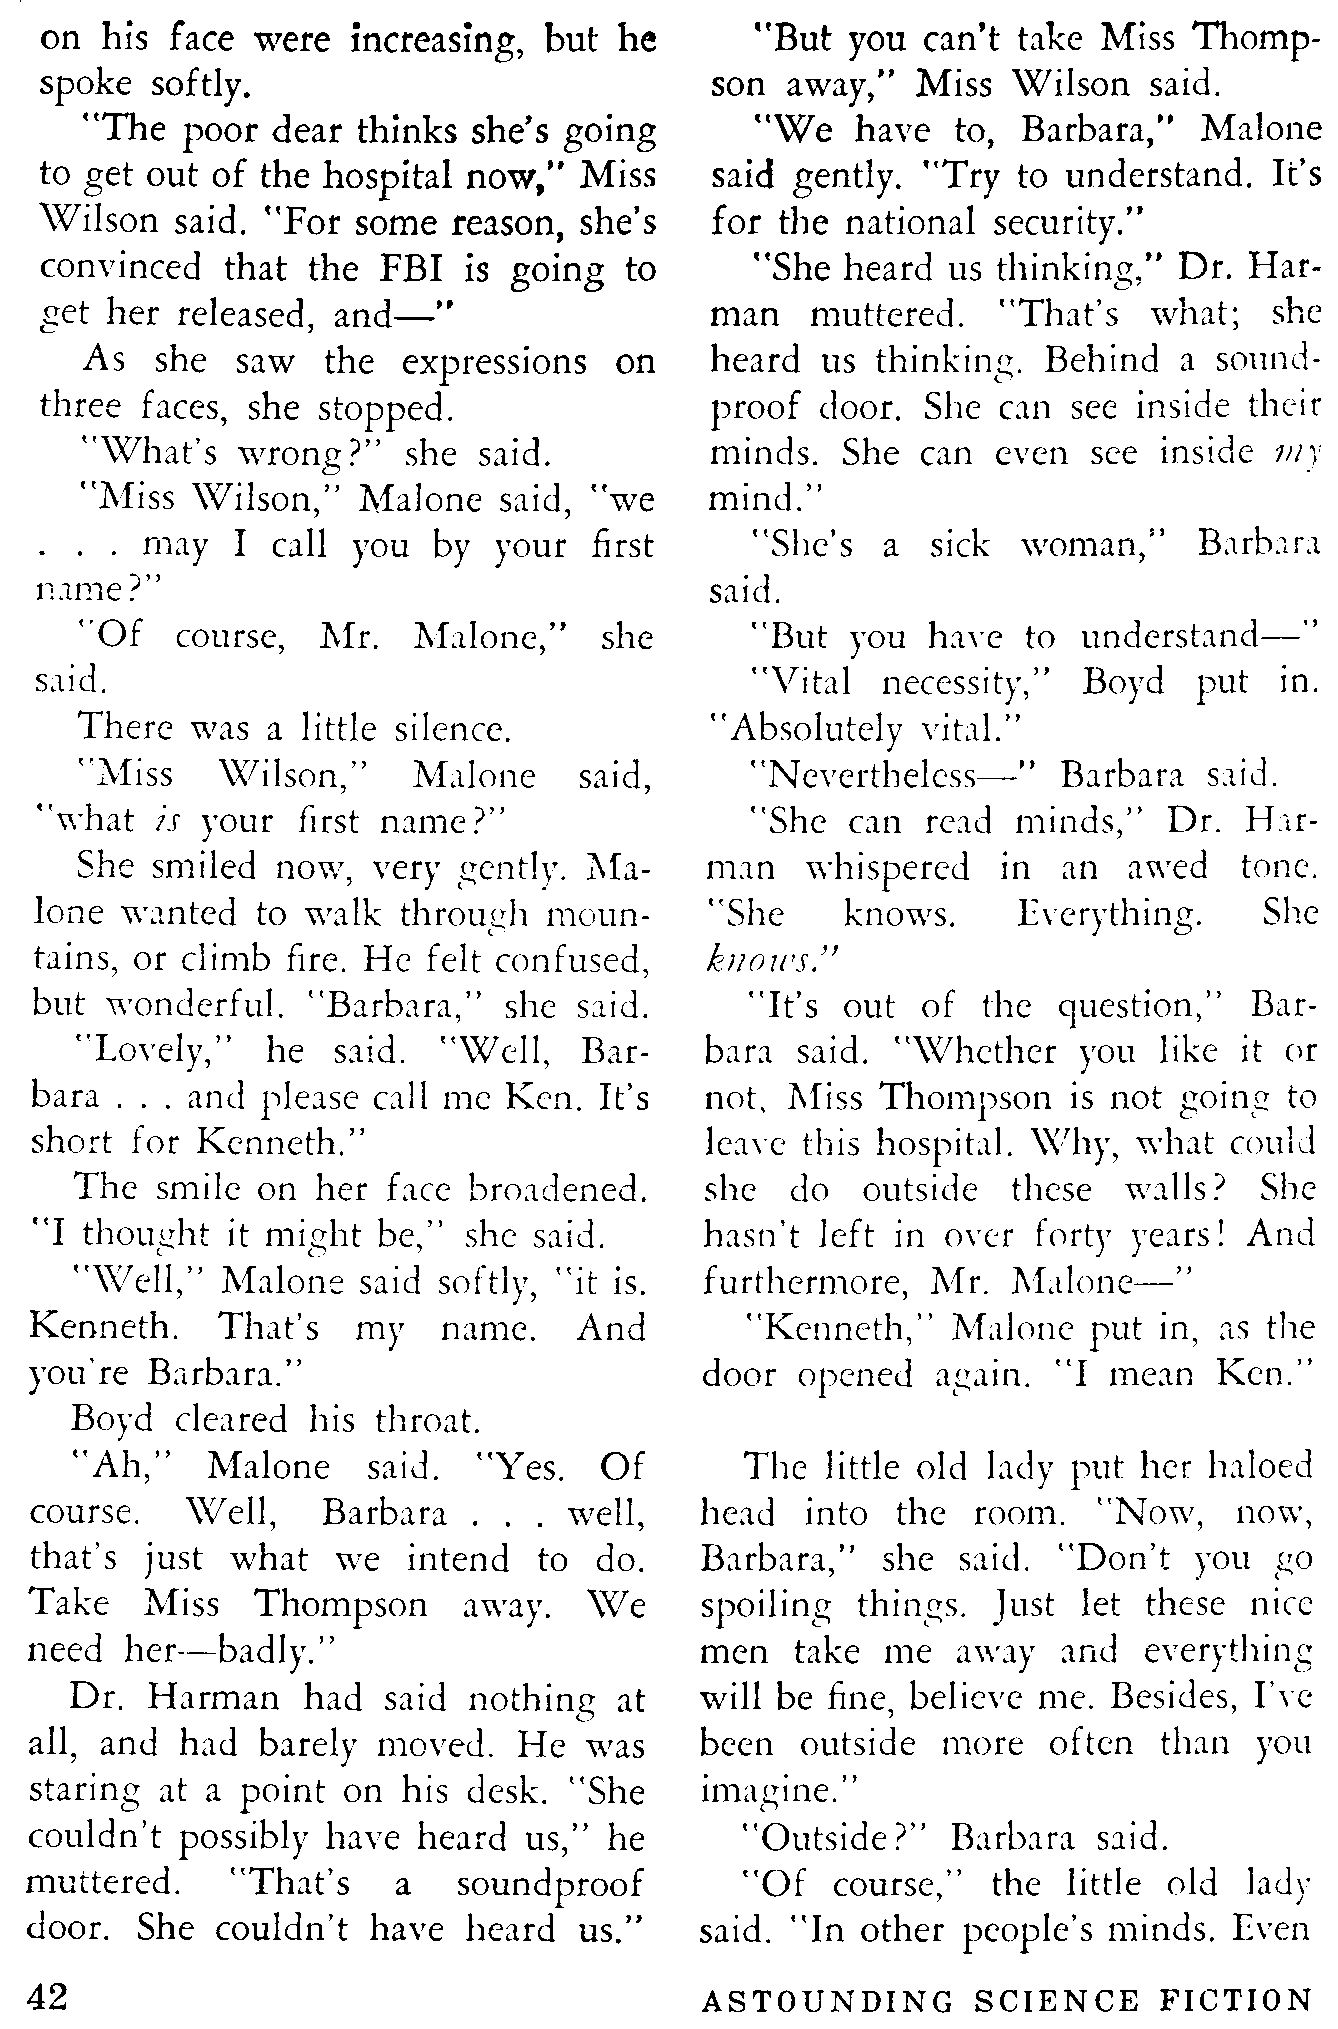 on his face were increasing, but he
spoke softly.
"The poor dear thinks she's going
to get out of the hospital now," Miss
Wilson said. "For some reason, she's
convinced that the FBI is going to
get her released, and—"
As she saw the expressions on
three faces, she stopped.
"What's wrong?" she said.
"Miss Wilson," Malone said, "we
. . . may I call you by your first
name?"
"Of course, Mr. Malone," she
said.
There was a little silence.
"Miss Wilson," Malone said,
"what is your first name?"
She smiled now, very gently. Ma-
lone wanted to walk through moun-
tains, or climb fire. He felt confused,
but wonderful. "Barbara," she said.
"Lovely," he said. "Well, Bar-
bara . . . and please call me Ken. It's
short for Kenneth."
The smile on her face broadened.
"I thought it might be," she said.
"Well," Malone said softly, "it is.
Kenneth. That's my name. And
you're Barbara."
Boyd cleared his throat.
"Ah," Malone said. "Yes. Of
course. Well, Barbara . . . well,
that's just what we intend to do.
Take Miss Thompson away. We
need her—badly."
Dr. Harman had said nothing at
all, and had barely moved. He was
staring at a point on his desk. "She
couldn't possibly have heard us," he
muttered. "That's a soundproof
door. She couldn't have heard us."
"But you can't take Miss Thomp-
son away," Miss Wilson said.
"We have to, Barbara," Malone
said gently. "Try to understand. It's
for the national security."
"She heard us thinking," Dr. Har-
man muttered. "That's what; she
heard us thinking. Behind a sound-
proof door. She can see inside their
minds. She can even see inside my
mind."
"She's a sick woman," Barbara
said.
"But you have to understand—"
"Vital necessity," Boyd put in.
"Absolutely vital."
"Nevertheless—" Barbara said.
"She can read minds," Dr. Har-
man whispered in an awed tone.
"She knows. Everything. She
knows."
"It's out of the question," Bar-
bara said. "Whether you like it or
not, Miss Thompson is not going to
leave this hospital. Why, what could
she do outside these walls? She
hasn't left in over forty years! And
furthermore, Mr. Malone—"
"Kenneth," Malone put in, as the
door opened again. "I mean Ken."
The little old lady put her haloed
head into the room. "Now, now,
Barbara," she said. "Don't you go
spoiling things. Just let these nice
men take me away and everything
will be fine, believe me. Besides, I've
been outside more often than you
imagine."
"Outside?" Barbara said.
"Of course," the little old lady
said. "In other people's minds. Even
42
ASTOUNDING SCIENCE FICTION